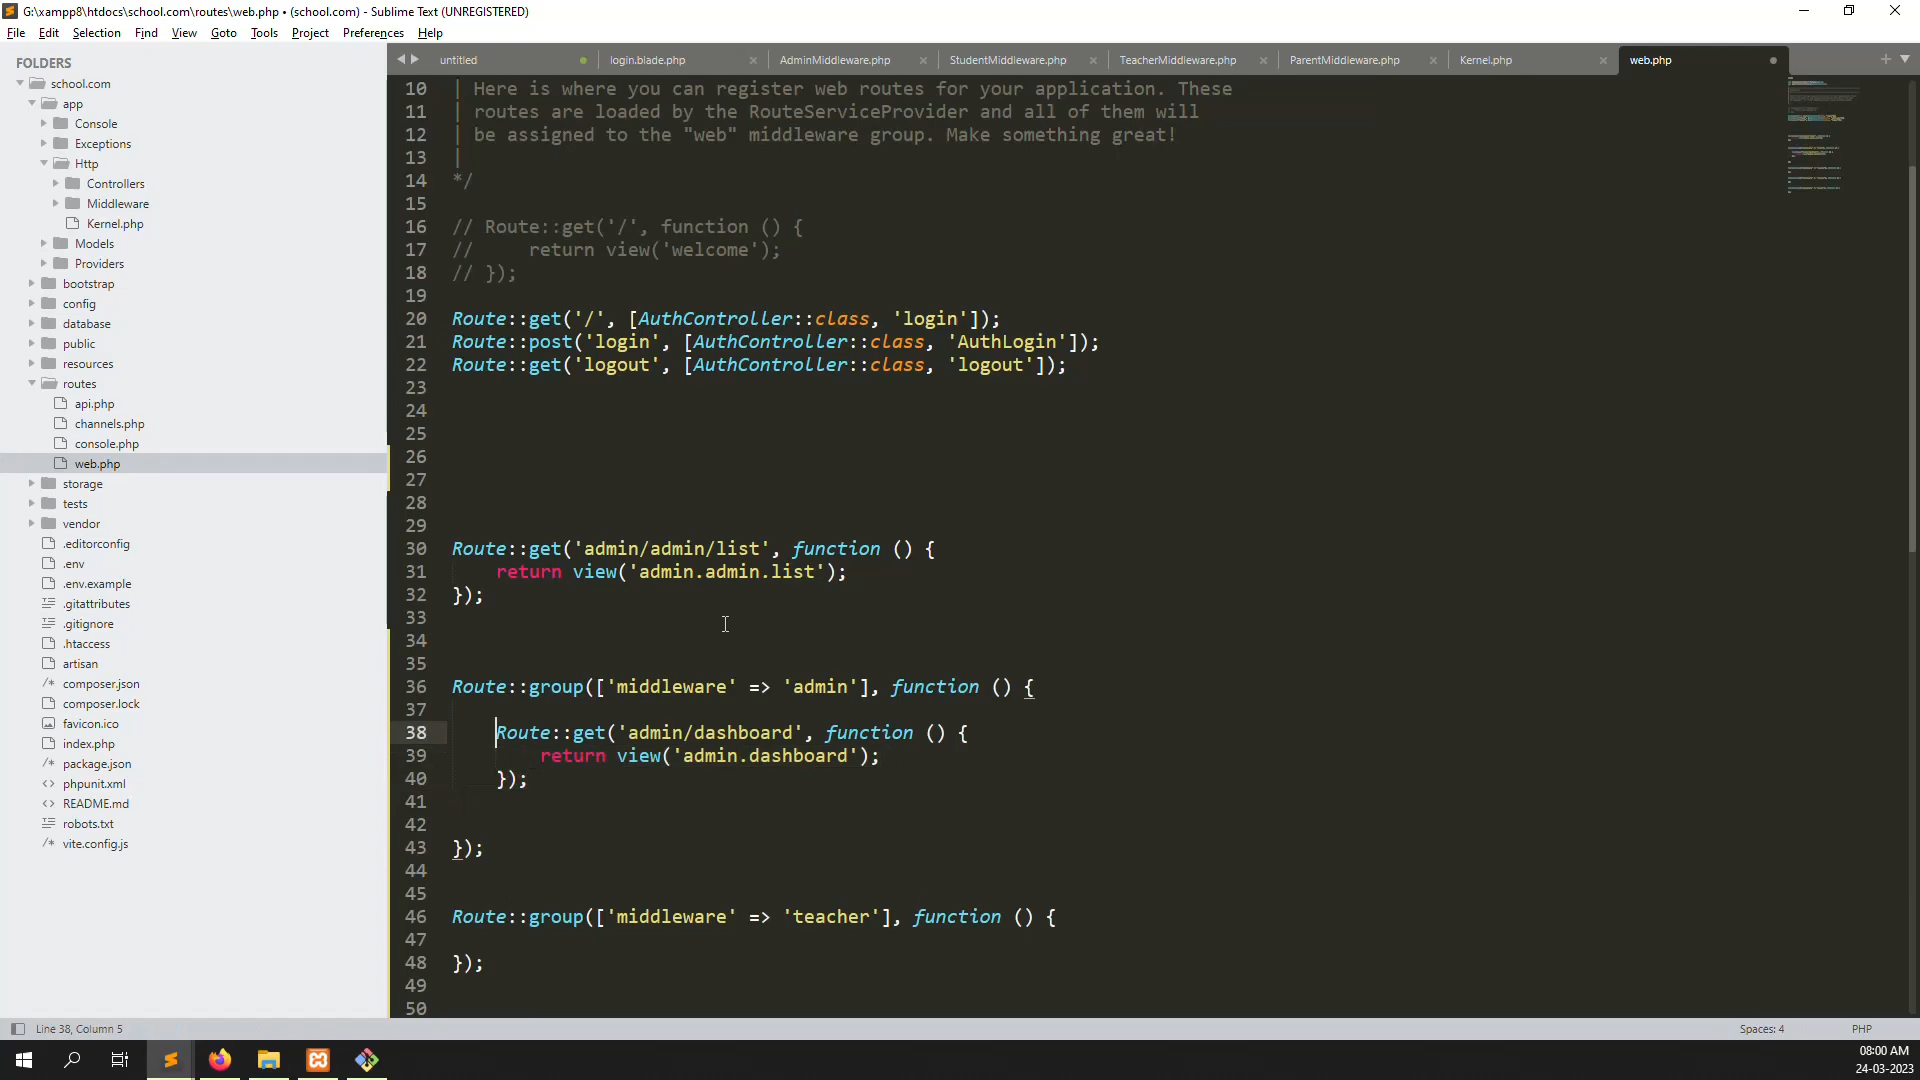 G:\xampp8\htdocs\school.com\routes\web.php • (school.com) - Sublime Text (UNREGISTERED)
File Edit Selection Find View Goto Tools Project Preferences Help
FOLDERS
school.com
app
Console
Exceptions
Http
Controllers
Middleware
Kernel.php
Models
Providers
bootstrap
config
database
public
resources
routes
api.php
channels.php
console.php
web.php
storage
tests
vendor
.editorconfig
.env
.env.example
.gitattributes
.gitignore
.htaccess
artisan
composer.json
composer.lock
favicon.ico
index.php
package.json
phpunit.xml
README.md
robots.txt
vite.config.js
untitled login.blade.php AdminMiddleware.php StudentMiddleware.php TeacherMiddleware.php ParentMiddleware.php Kernel.php web.php
10 | Here is where you can register web routes for your application. These
11 | routes are loaded by the RouteServiceProvider and all of them will
12 | be assigned to the "web" middleware group. Make something great!
13 |
14 */
15
16 // Route::get('/', function () {
17 //     return view('welcome');
18 // });
19
20 Route::get('/', [AuthController::class, 'login']);
21 Route::post('login', [AuthController::class, 'AuthLogin']);
22 Route::get('logout', [AuthController::class, 'logout']);
23
24
25
26
27
28
29
30 Route::get('admin/admin/list', function () {
31     return view('admin.admin.list');
32 });
33
34
35
36 Route::group(['middleware' => 'admin'], function () {
37
38     Route::get('admin/dashboard', function () {
39         return view('admin.dashboard');
40     });
41
42
43 });
44
45
46 Route::group(['middleware' => 'teacher'], function () {
47
48 });
49
50
Line 38, Column 5 Spaces: 4 PHP
08:00 AM
24-03-2023